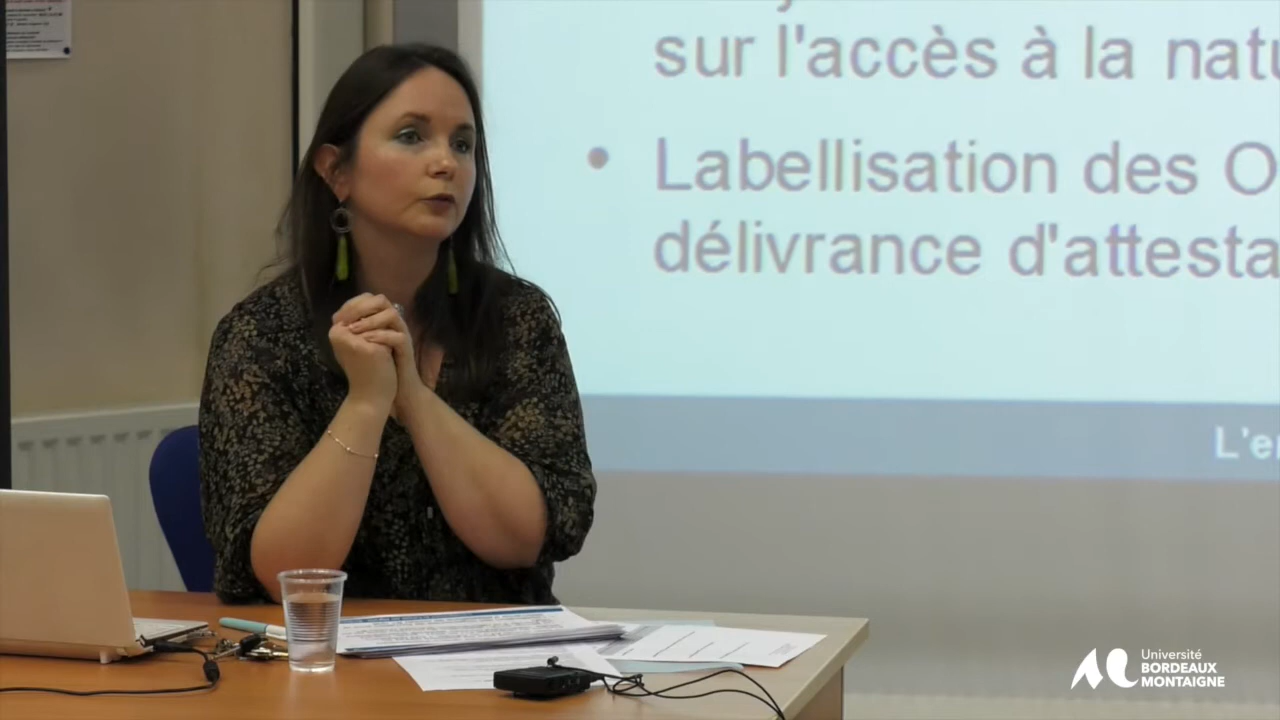 sur l'accès à la natu
• Labellisation des O
délivrance d'attesta
L'e
Université
BORDEAUX
MONTAIGNE